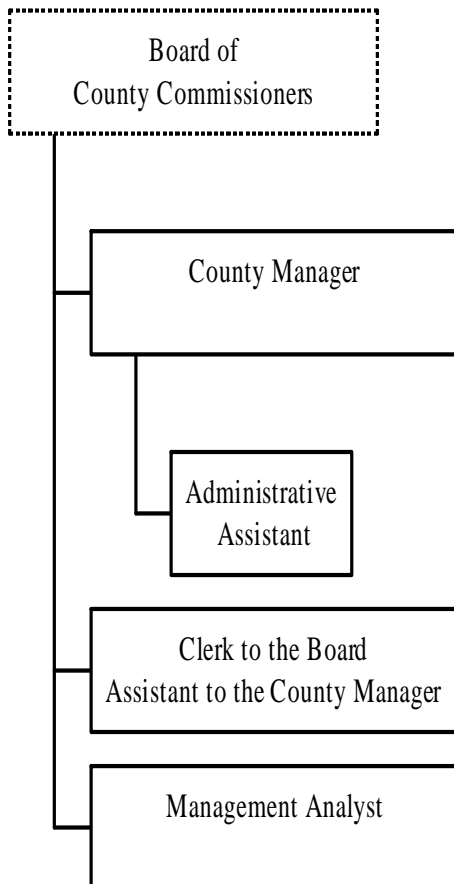 Board of
County Commissioners
County Manager
Administrative
Assistant
Clerk to the Board
Assistant to the County Manager
Management Analyst